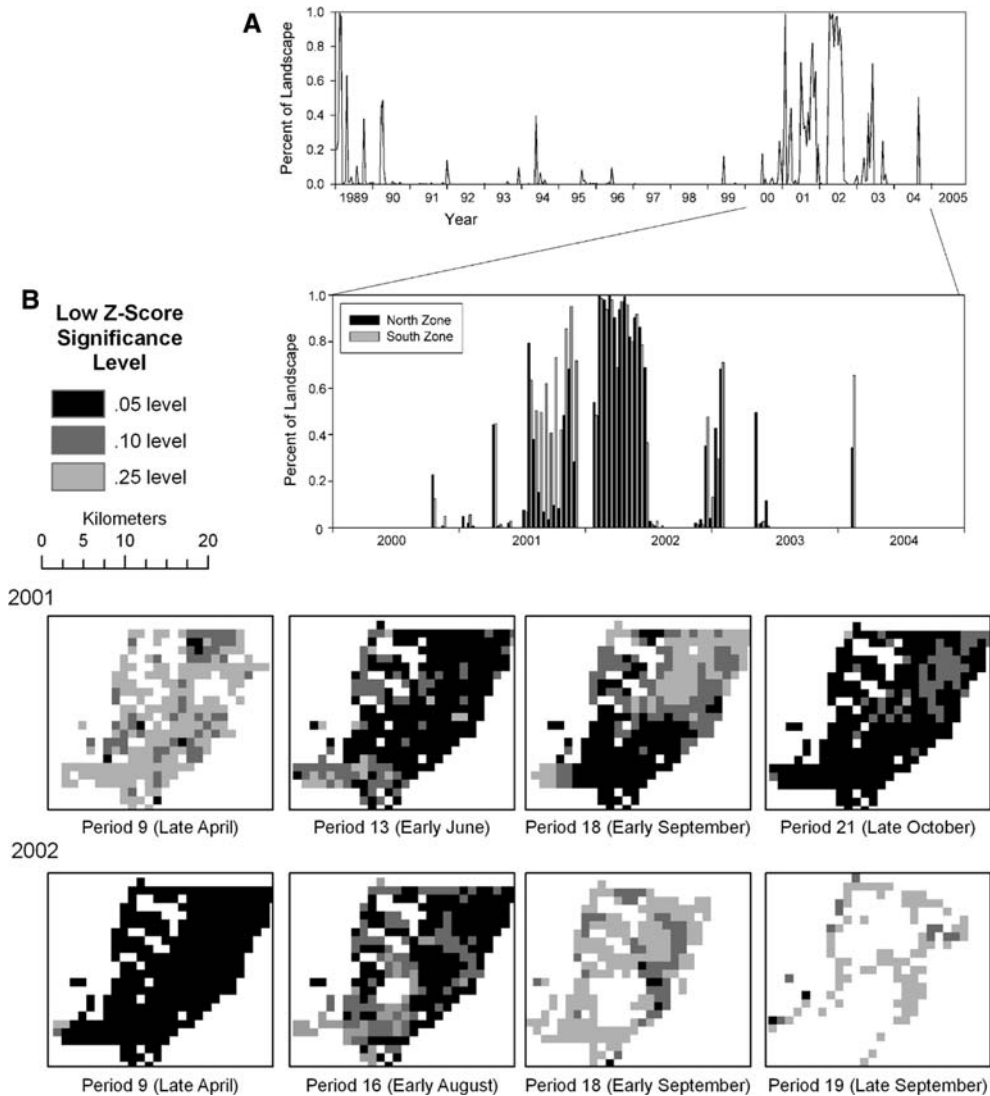 A
Percent of Landscape
1.0
0.8
0.6
0.4
0.2
0.0
1989 90 91 92 93 94 95 96 97 98 99 00 01 02 03 04 2005
Year
B
Low Z-Score
Significance
Level
.05 level
.10 level
.25 level
Kilometers
0 10 20
Percent of Landscape
1.0
0.8
0.6
0.4
0.2
0
North Zone
South Zone
2000 2001 2002 2003 2004
2001
Period 9 (Late April) Period 13 (Early June) Period 18 (Early September) Period 21 (Late October)
2002
Period 9 (Late April) Period 16 (Early August) Period 18 (Early September) Period 19 (Late September)